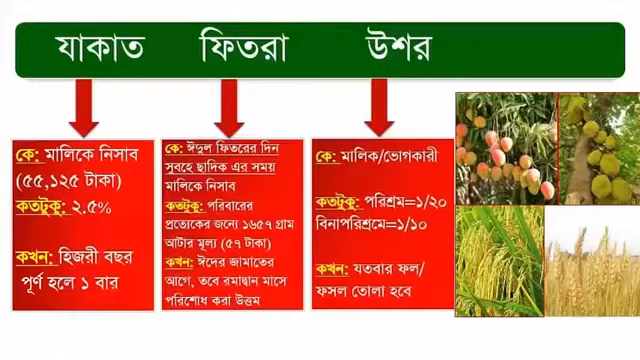 যাকাত ফিতরা উশর
কে: মালিকে নিসাব
(৫৫,১২৫ টাকা)
কতটুকু: ২.৫%
কখন: হিজরী বছর
পূর্ণ হলে ১ বার
কে: ঈদুল ফিতরের দিন
সুবহে ছাদিক এর সময়
মালিকে নিসাব
কতটুকু: পরিবারের
প্রত্যেকের জন্যে ১৬৫৭ গ্রাম
আটার মূল্য (৫৭ টাকা)
কখন: ঈদের জামাতের
আগে, তবে রমাদ্বান মাসে
পরিশোধ করা উত্তম
কে: মালিক/ভোগকারী
কতটুকু: পরিশ্রম=১/২০
বিনাপরিশ্রমে=১/১০
কখন: যতবার ফল/
ফসল তোলা হবে